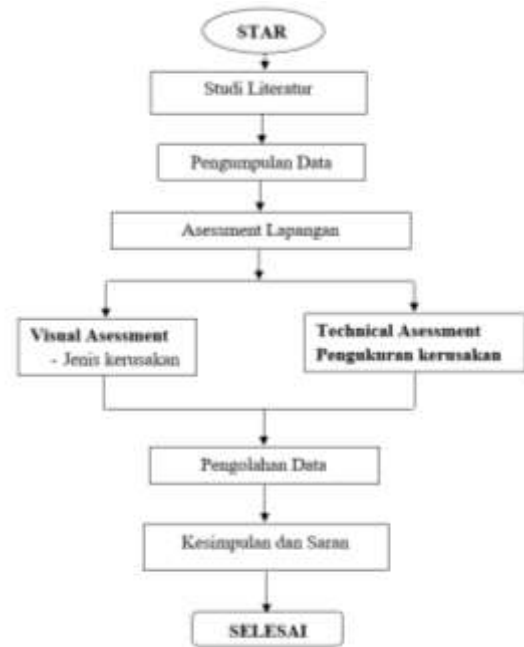 STAR
Studi Literatur
Pengumpulan Data
Asessment Lapangan
Visual Asessment
- Jenis kerusakan
Technical Asessment
Pengukuran kerusakan
Pengolahan Data
Kesimpulan dan Saran
SELESAI